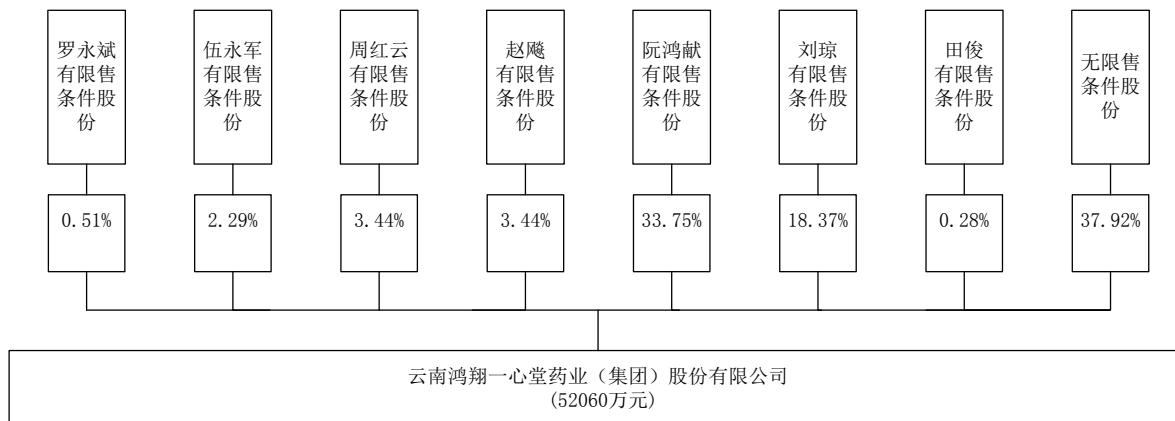 罗永斌
有限售
条件股
份
伍永军
有限售
条件股
份
周红云
有限售
条件股
份
赵飚
有限售
条件股
份
阮鸿献
有限售
条件股
份
刘琼
有限售
条件股
份
田俊
有限售
条件股
份
无限售
条件股
份
0.51%
2.29%
3.44%
3.44%
33.75%
18.37%
0.28%
37.92%
云南鸿翔一心堂药业（集团）股份有限公司
(52060万元)